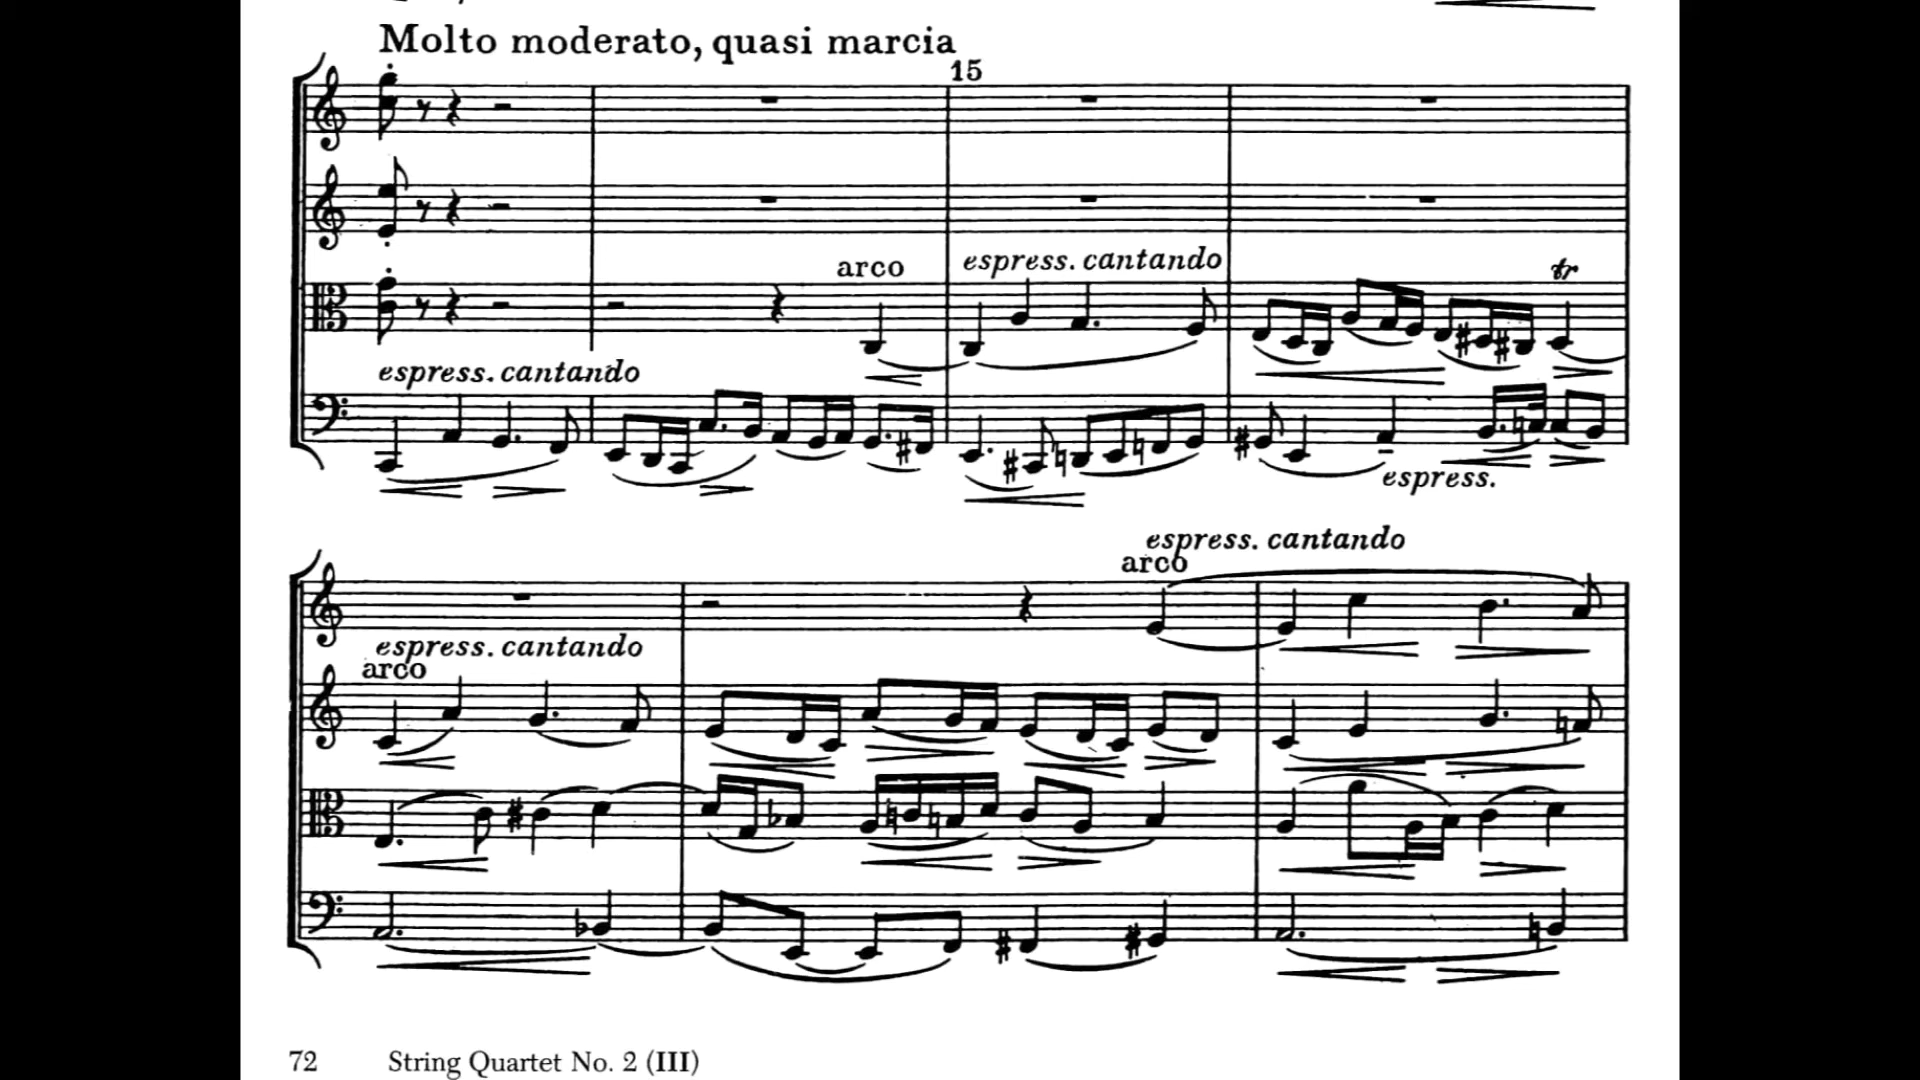 Molto moderato, quasi marcia
15
arco
espress. cantando
tr
espress. cantando
espress.
espress. cantando
arco
espress. cantando
arco
72 String Quartet No. 2 (III)